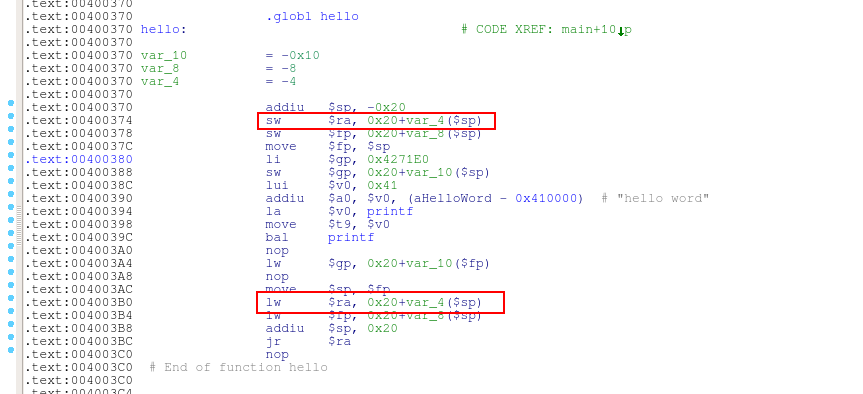 .text:00400370
.text:00400370 .globl hello
.text:00400370 hello: # CODE XREF: main+10↓p
.text:00400370
.text:00400370 var_10 = -0x10
.text:00400370 var_8 = -8
.text:00400370 var_4 = -4
.text:00400370
.text:00400370 addiu $sp, -0x20
.text:00400374 sw $ra, 0x20+var_4($sp)
.text:00400378 sw $fp, 0x20+var_8($sp)
.text:0040037C move $fp, $sp
.text:00400380 li $gp, 0x4271E0
.text:00400388 sw $gp, 0x20+var_10($sp)
.text:0040038C lui $v0, 0x41
.text:00400390 addiu $a0, $v0, (aHelloWord - 0x410000) # "hello word"
.text:00400394 la $v0, printf
.text:00400398 move $t9, $v0
.text:0040039C bal printf
.text:004003A0 nop
.text:004003A4 lw $gp, 0x20+var_10($fp)
.text:004003A8 nop
.text:004003AC move $sp, $fp
.text:004003B0 lw $ra, 0x20+var_4($sp)
.text:004003B4 lw $fp, 0x20+var_8($sp)
.text:004003B8 addiu $sp, 0x20
.text:004003BC jr $ra
.text:004003C0 nop
.text:004003C0 # End of function hello
.text:004003C0
.text:004003C4